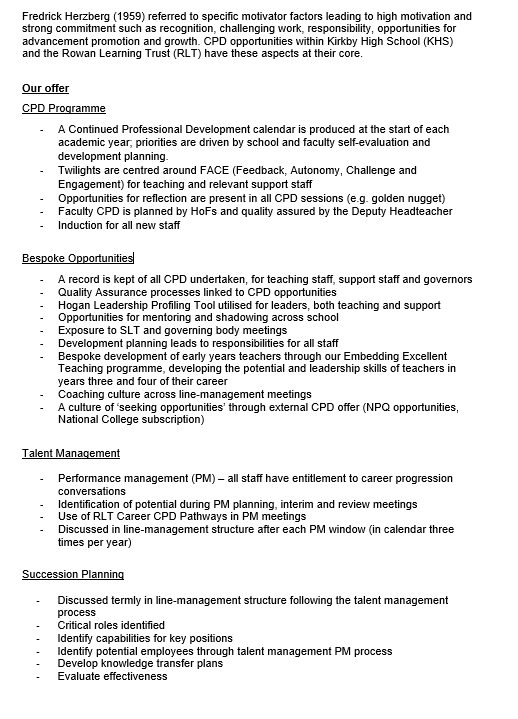 Fredrick Herzberg (1959) referred to specific motivator factors leading to high motivation and
strong commitment such as recognition, challenging work, responsibility, opportunities for
advancement promotion and growth. CPD opportunities within Kirkby High School (KHS)
and the Rowan Learning Trust (RLT) have these aspects at their core.
Our offer
CPD Programme
- A Continued Professional Development calendar is produced at the start of each
academic year; priorities are driven by school and faculty self-evaluation and
development planning.
- Twilights are centred around FACE (Feedback, Autonomy, Challenge and
Engagement) for teaching and relevant support staff
- Opportunities for reflection are present in all CPD sessions (e.g. golden nugget)
- Faculty CPD is planned by HoFs and quality assured by the Deputy Headteacher
- Induction for all new staff
Bespoke Opportunities
- A record is kept of all CPD undertaken, for teaching staff, support staff and governors
- Quality Assurance processes linked to CPD opportunities
- Hogan Leadership Profiling Tool utilised for leaders, both teaching and support
- Opportunities for mentoring and shadowing across school
- Exposure to SLT and governing body meetings
- Development planning leads to responsibilities for all staff
- Bespoke development of early years teachers through our Embedding Excellent
Teaching programme, developing the potential and leadership skills of teachers in
years three and four of their career
- Coaching culture across line-management meetings
- A culture of ‘seeking opportunities’ through external CPD offer (NPQ opportunities,
National College subscription)
Talent Management
- Performance management (PM) – all staff have entitlement to career progression
conversations
- Identification of potential during PM planning, interim and review meetings
- Use of RLT Career CPD Pathways in PM meetings
- Discussed in line-management structure after each PM window (in calendar three
times per year)
Succession Planning
- Discussed termly in line-management structure following the talent management
process
- Critical roles identified
- Identify capabilities for key positions
- Identify potential employees through talent management PM process
- Develop knowledge transfer plans
- Evaluate effectiveness